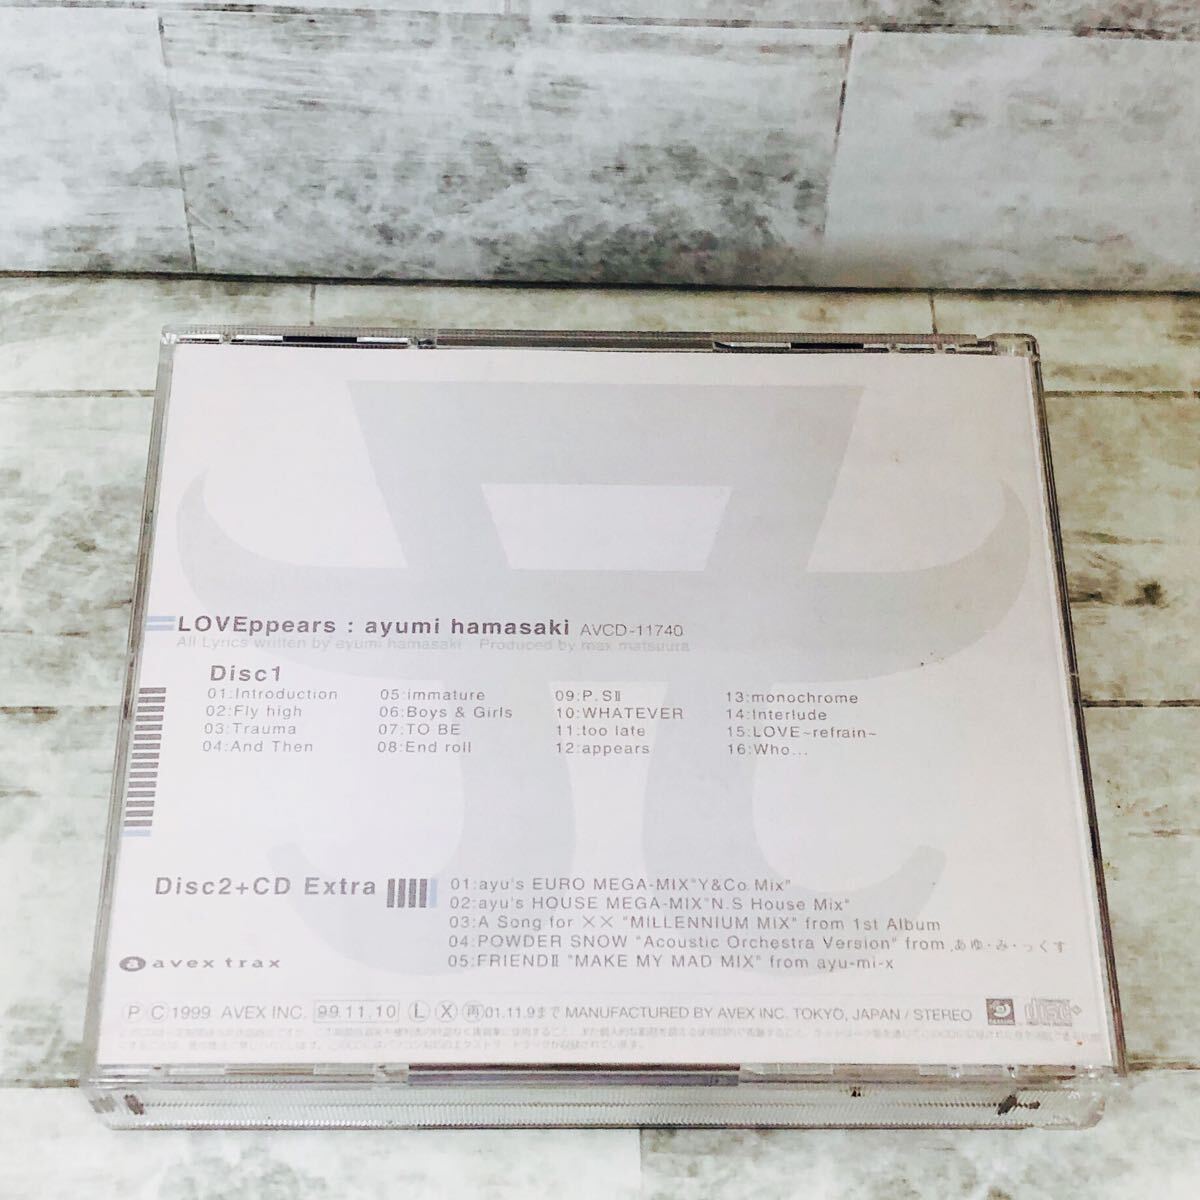 LOVEppears : ayumi hamasaki AVCD-11740
All Lyrics written by ayumi hamasaki Produced by max matsuura
Disc1
01:Introduction
02:Fly high
03:Trauma
04:And Then
05:immature
06:Boys & Girls
07:TO BE
08:End roll
09:P.SⅡ
10:WHATEVER
11:too late
12:appears
13:monochrome
14:Interlude
15:LOVE~refrain~
16:Who...
Disc2+CD Extra
01:ayu's EURO MEGA-MIX"Y&Co. Mix"
02:ayu's HOUSE MEGA-MIX"N.S House Mix"
03:A Song for ×× "MILLENNIUM MIX" from 1st Album
04:POWDER SNOW "Acoustic Orchestra Version" from あゆ・み・っくす
05:FRIENDⅡ "MAKE MY MAD MIX" from ayu-mi-x
a avex trax
Ⓟ Ⓒ 1999 AVEX INC. 99.11.10 Ⓛ Ⓧ 再 01.11.9まで MANUFACTURED BY AVEX INC. TOKYO, JAPAN / STEREO